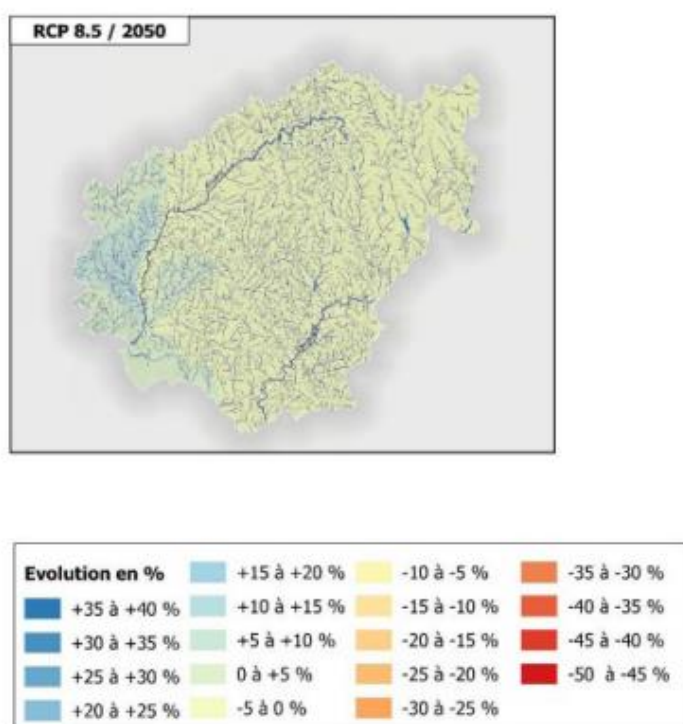 RCP 8.5 / 2050
Evolution en %
+35 à +40 %
+30 à +35 %
+25 à +30 %
+20 à +25 %
+15 à +20 %
+10 à +15 %
+5 à +10 %
0 à +5 %
-5 à 0 %
-10 à -5 %
-15 à -10 %
-20 à -15 %
-25 à -20 %
-30 à -25 %
-35 à -30 %
-40 à -35 %
-45 à -40 %
-50 à -45 %